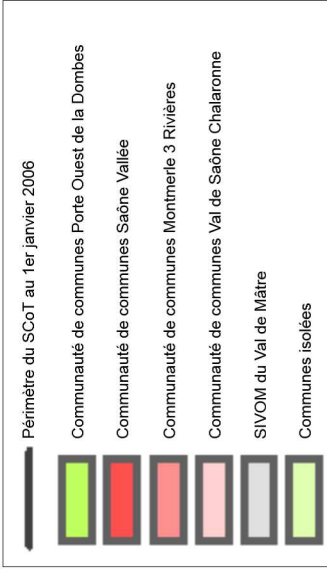 Périmètre du SCoT au 1er janvier 2006
Communauté de communes Porte Ouest de la Dombes
Communauté de communes Saône Vallée
Communauté de communes Montmerle 3 Rivières
Communauté de communes Val de Saône Chalaronne
SIVOM du Val de Mâtre
Communes isolées